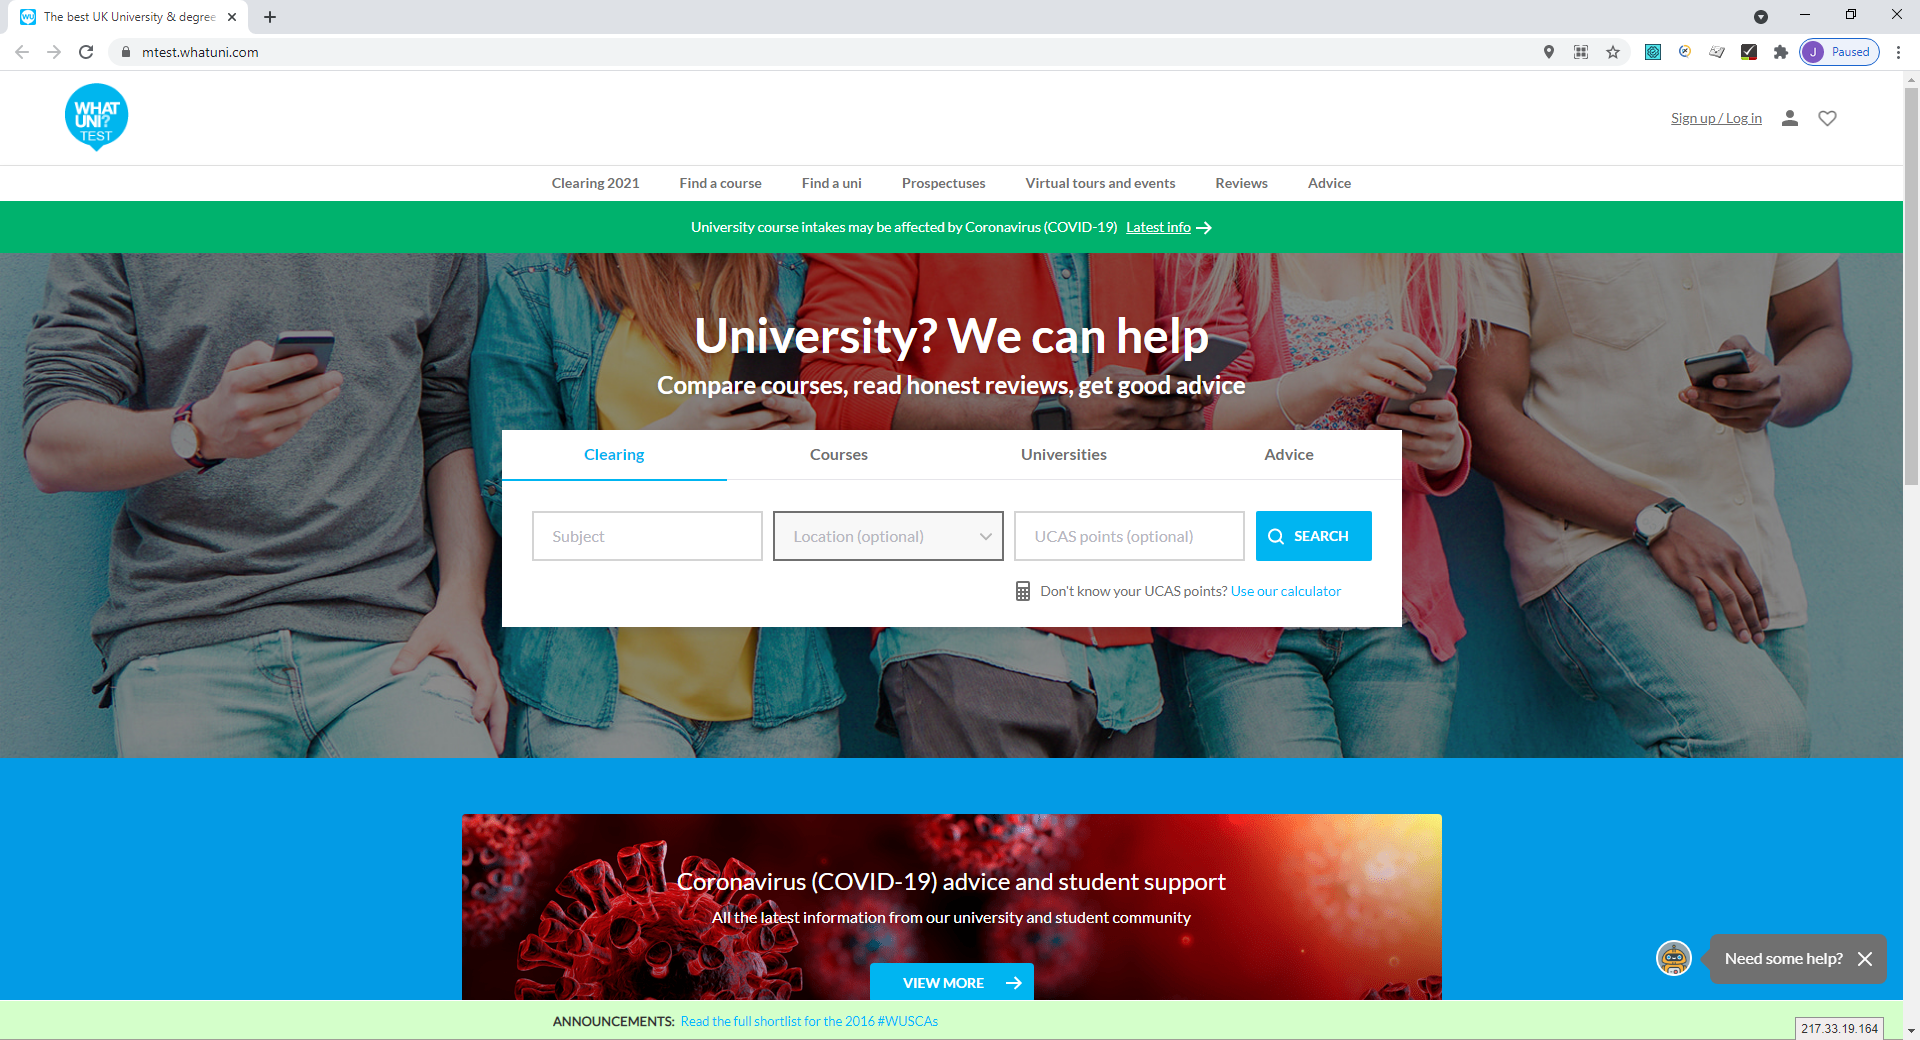 The best UK University & degree
mtest.whatuni.com
J Paused
WHAT
UNI?
TEST
Sign up / Log in
Clearing 2021 Find a course Find a uni Prospectuses Virtual tours and events Reviews Advice
University course intakes may be affected by Coronavirus (COVID-19) Latest info
University? We can help
Compare courses, read honest reviews, get good advice
Clearing Courses Universities Advice
Subject Location (optional) UCAS points (optional) SEARCH
Don't know your UCAS points? Use our calculator
Coronavirus (COVID-19) advice and student support
All the latest information from our university and student community
Need some help?
VIEW MORE
ANNOUNCEMENTS: Read the full shortlist for the 2016 #WUSCAs
217.33.19.164